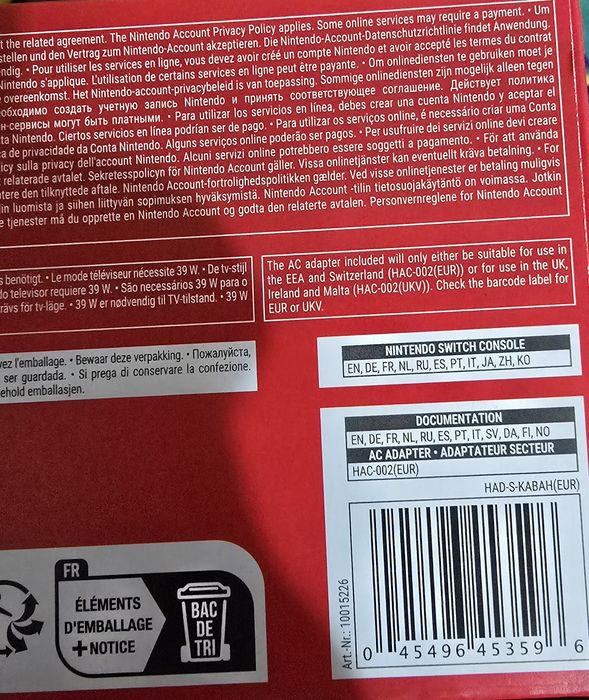 t the related agreement. The Nintendo Account Privacy Policy applies. Some online services may require a payment. • Um
stellen und den Vertrag zum Nintendo-Account akzeptieren. Die Nintendo-Account-Datenschutzrichtlinie findet Anwendung.
endig. • Pour utiliser les services en ligne, vous devez avoir créé un compte Nintendo et avoir accepté les termes du contrat
Nintendo s'applique. L'utilisation de certains services en ligne peut être payante. • Om onlinediensten te gebruiken moet je
overeenkomst. Het Nintendo-account-privacybeleid is van toepassing. Sommige onlinediensten zijn mogelijk alleen tegen
еобходимо создать учетную запись Nintendo и принять соответствующее соглашение. Действует политика
н-сервисы могут быть платными. • Para utilizar los servicios en línea, debes crear una cuenta Nintendo y aceptar el
ta Nintendo. Ciertos servicios en línea podrían ser de pago. • Para utilizar os serviços online, é necessário criar uma Conta
ca de privacidade da Conta Nintendo. Alguns serviços online poderão ser pagos. • Per usufruire dei servizi online devi creare
icy sulla privacy dell'account Nintendo. Alcuni servizi online potrebbero essere soggetti a pagamento. • För att använda
t relaterade avtalet. Sekretesspolicyn för Nintendo-konton gäller. Vissa onlinetjänster kan eventuellt kräva betalning. • For
ptere den tilknyttede aftale. Nintendo Account-fortrolighedspolitikken gælder. Ved visse onlinetjenester er betaling muligvis
lin luomista ja siihen liittyvän sopimuksen hyväksymistä. Nintendo Account -tilin tietosuojakäytäntö on voimassa. Jotkin
e tjenester må du opprette en Nintendo Account og godta den relaterte avtalen. Personvernreglene for Nintendo Account
s benötigt. • Le mode téléviseur nécessite 39 W. • De tv-stijl
do televisor requiere 39 W. • São necessários 39 W para o
krävs för tv-läge. • 39 W er nødvendig til TV-tilstand. • 39 W
The AC adapter included will only either be suitable for use in
the EEA and Switzerland (HAC-002(EUR)) or for use in the UK,
Ireland and Malta (HAC-002(UKV)). Check the barcode label for
EUR or UKV.
vez l'emballage. • Bewaar deze verpakking. • Пожалуйста,
ser guardada. • Si prega di conservare la confezione.
ehold emballasjen.
NINTENDO SWITCH CONSOLE
EN, DE, FR, NL, RU, ES, PT, IT, JA, ZH, KO
DOCUMENTATION
EN, DE, FR, NL, RU, ES, PT, IT, SV, DA, FI, NO
AC ADAPTER • ADAPTATEUR SECTEUR
HAC-002(EUR)
HAD-S-KABAH(EUR)
Art.-Nr.: 10015226
0 45496 45359 6
FR
ÉLÉMENTS
D'EMBALLAGE
+ NOTICE
BAC
DE
TRI